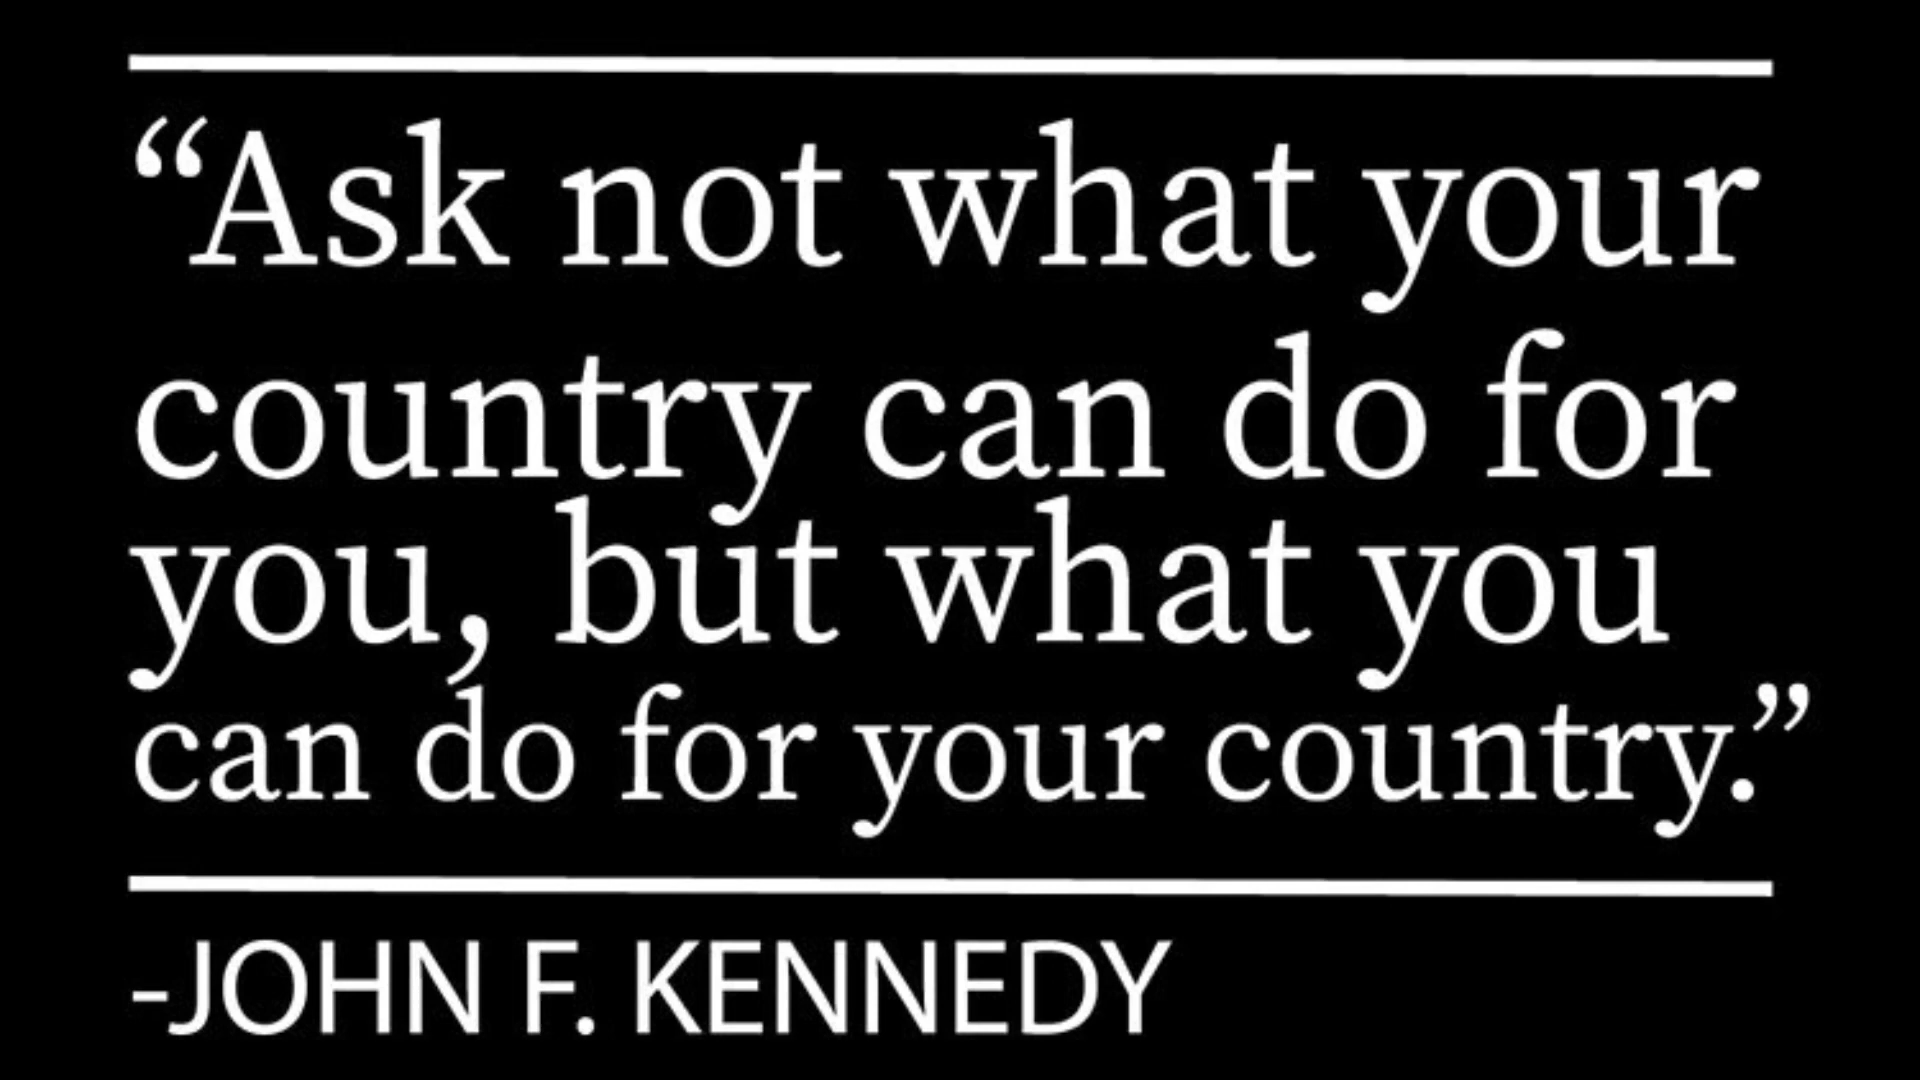 “Ask not what your
country can do for
you, but what you
can do for your country.”
-JOHN F. KENNEDY